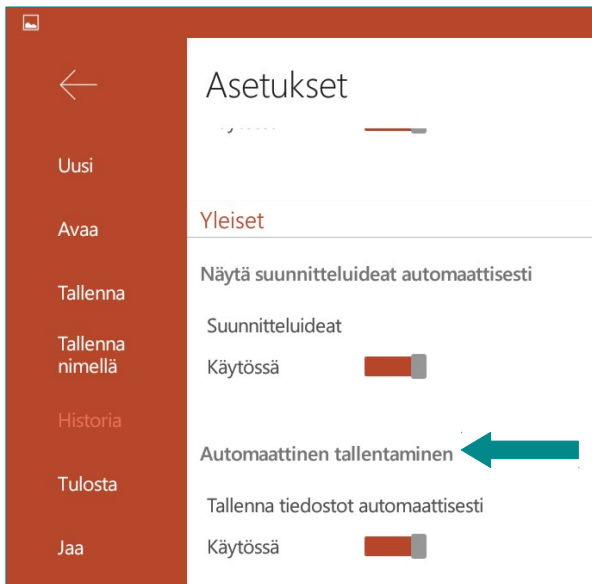 Asetukset
Uusi
Yleiset
Avaa
Näytä suunnitteluideat automaattisesti
Tallenna
Suunnitteluideat
Tallenna
nimellä
Käytössä
Historia
Automaattinen tallentaminen
Tulosta
Tallenna tiedostot automaattisesti
Jaa
Käytössä